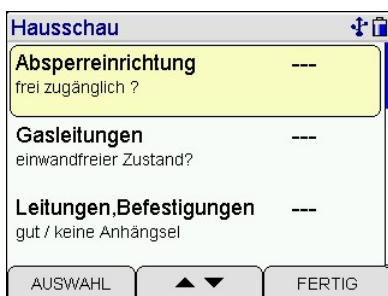 Hausschau
Absperreinrichtung ---
frei zugänglich ?
Gasleitungen ---
einwandfreier Zustand?
Leitungen,Befestigungen ---
gut / keine Anhängsel
AUSWAHL ▲ ▼ FERTIG